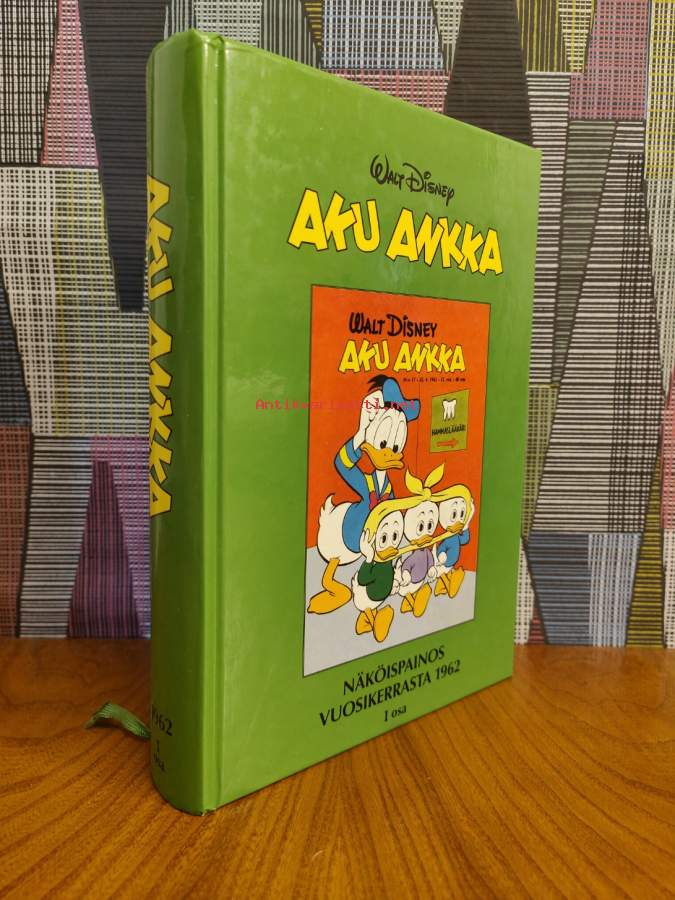 WALT DISNEY
AKU ANKKA
WALT DISNEY
AKU ANKKA
HAMMASLÄÄKÄRI
Antikvariaatti.net
NÄKÖISPAINOS
VUOSIKERRASTA 1962
I osa
AKU ANKKA
1962
I
osa